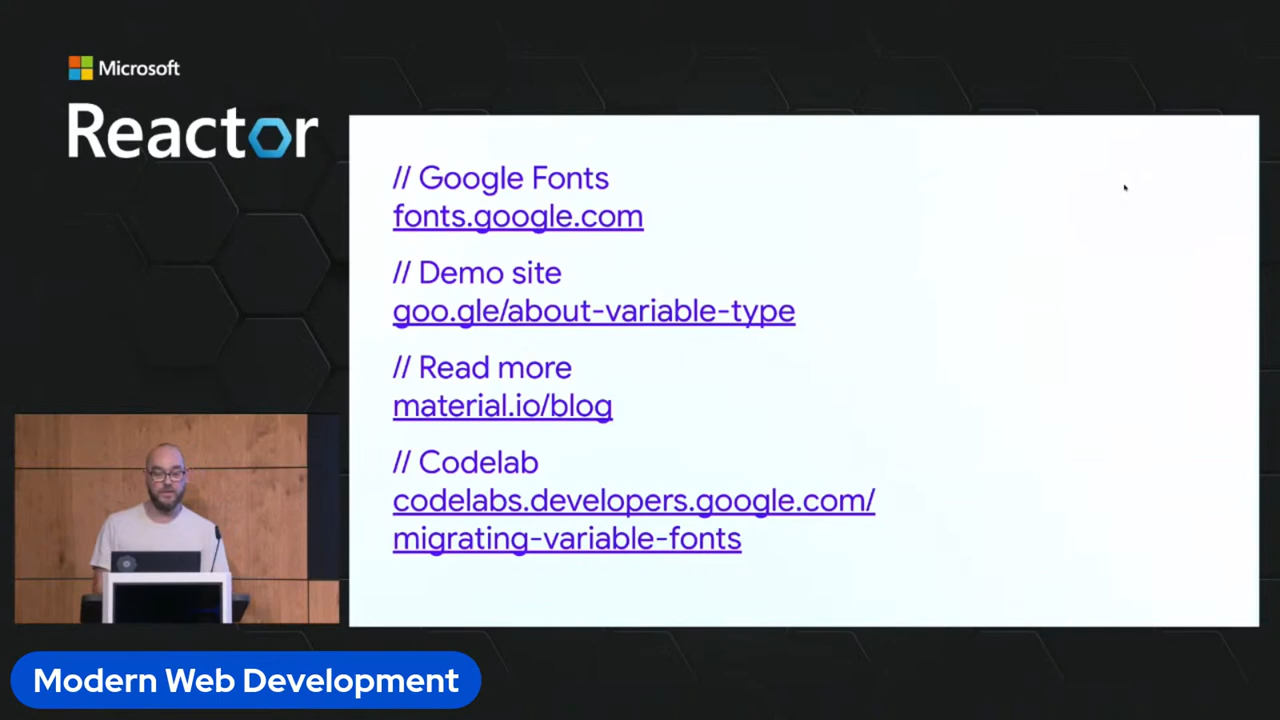 Microsoft
Reactor
// Google Fonts
fonts.google.com
// Demo site
goo.gle/about-variable-type
// Read more
material.io/blog
// Codelab
codelabs.developers.google.com/
migrating-variable-fonts
Modern Web Development